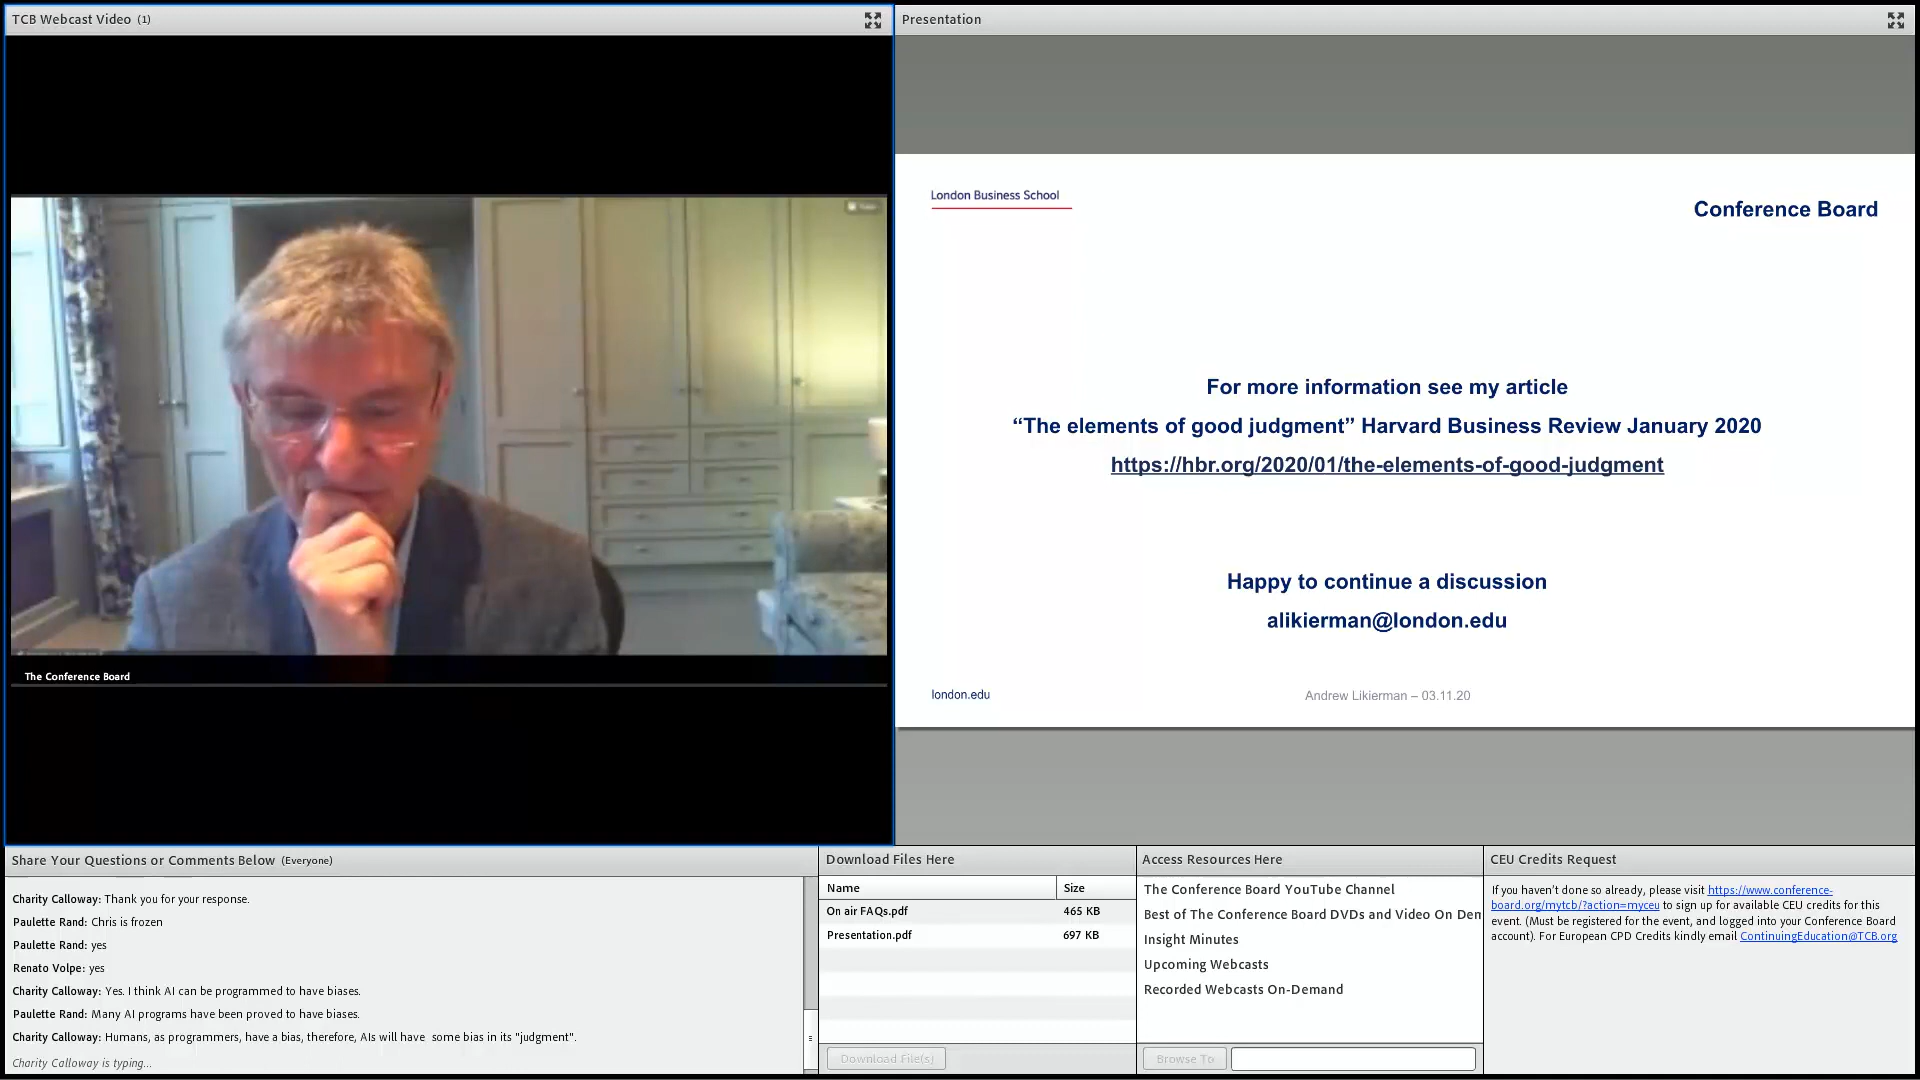 TCB Webcast Video (1)
The Conference Board
Presentation
London Business School
Conference Board
For more information see my article
“The elements of good judgment” Harvard Business Review January 2020
https://hbr.org/2020/01/the-elements-of-good-judgment
Happy to continue a discussion
alikierman@london.edu
london.edu
Andrew Likierman – 03.11.20
Share Your Questions or Comments Below (Everyone)
Charity Calloway: Thank you for your response.
Paulette Rand: Chris is frozen
Paulette Rand: yes
Renato Volpe: yes
Charity Calloway: Yes. I think AI can be programmed to have biases.
Paulette Rand: Many AI programs have been proved to have biases.
Charity Calloway: Humans, as programmers, have a bias, therefore, AIs will have some bias in its "judgment".
Charity Calloway is typing...
Download Files Here
Name Size
On air FAQs.pdf 465 KB
Presentation.pdf 697 KB
Download File(s)
Access Resources Here
The Conference Board YouTube Channel
Best of The Conference Board DVDs and Video On Dem
Insight Minutes
Upcoming Webcasts
Recorded Webcasts On-Demand
Browse To
CEU Credits Request
If you haven’t done so already, please visit https://www.conference-
board.org/mytcb/?action=myceu to sign up for available CEU credits for this
event. (Must be registered for the event, and logged into your Conference Board
account). For European CPD Credits kindly email ContinuingEducation@TCB.org